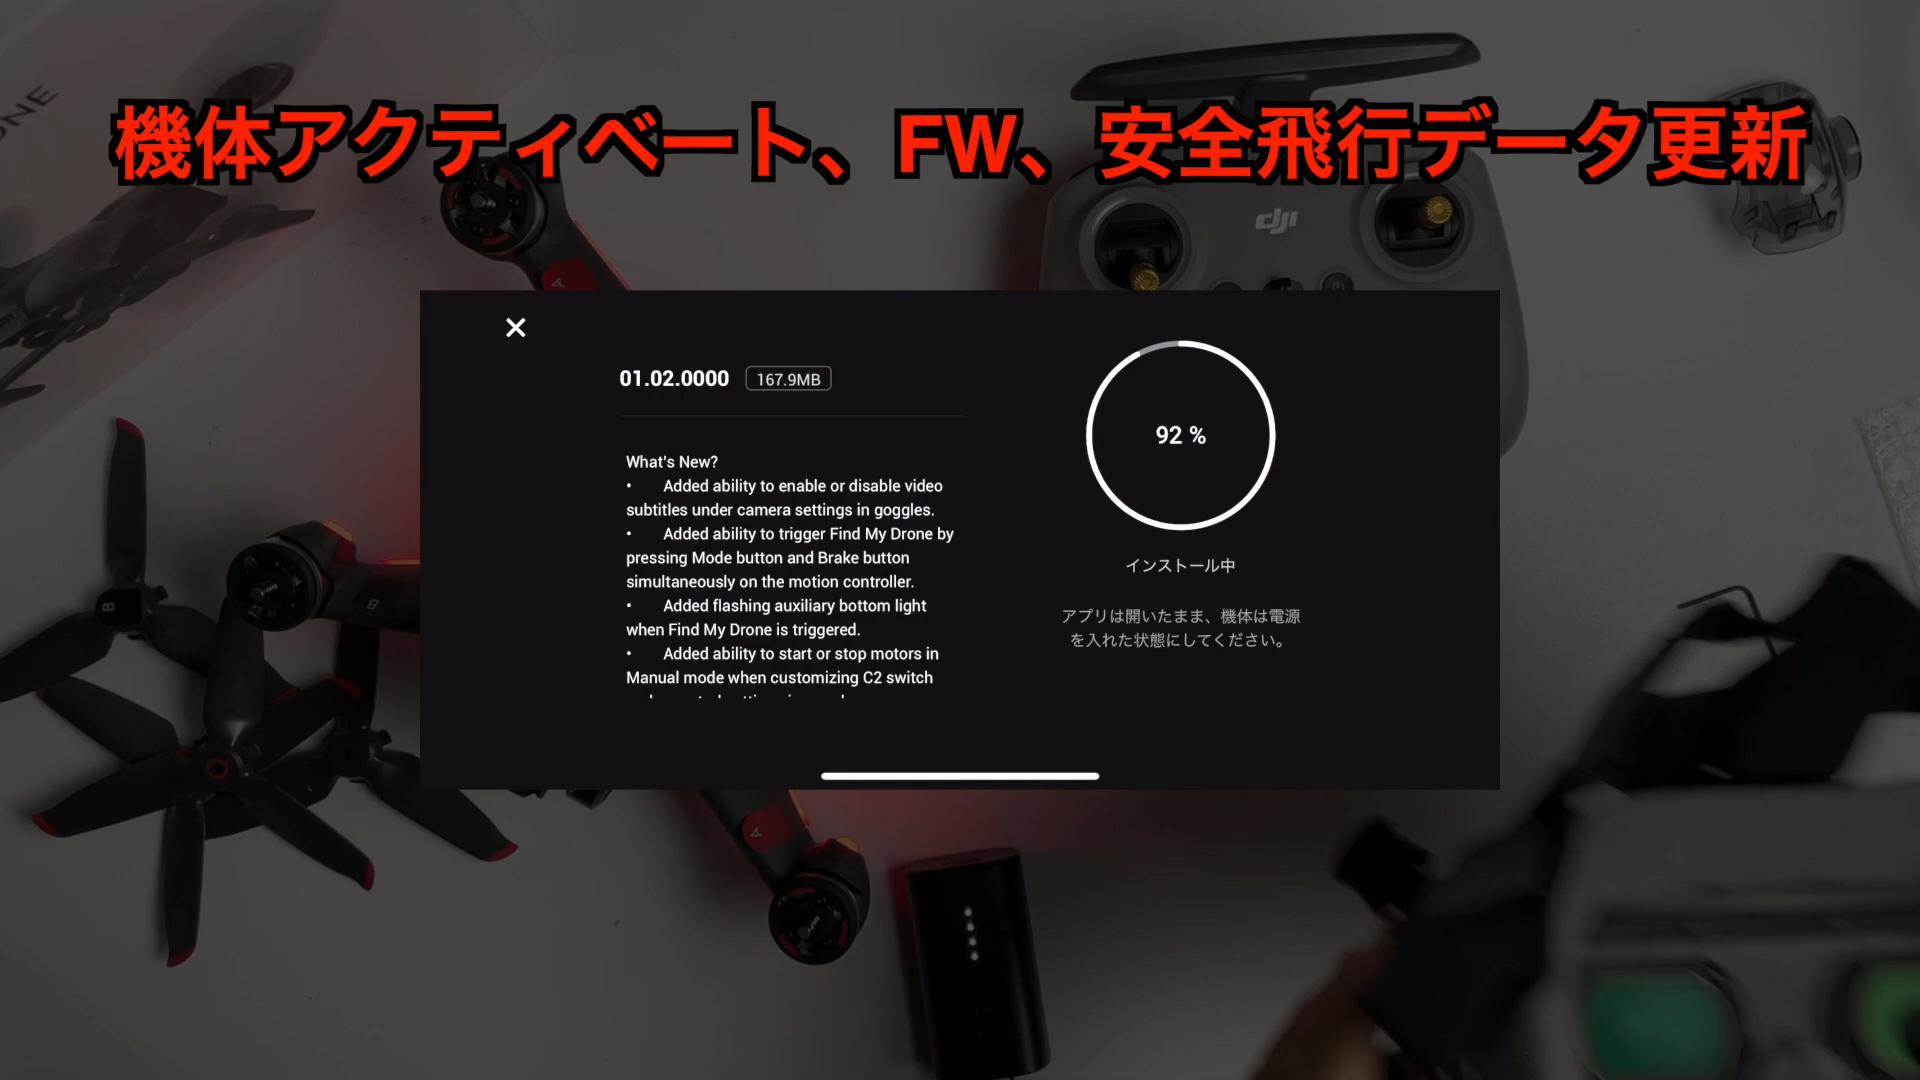 機体アクティベート、FW、安全飛行データ更新
dji
01.02.0000 167.9MB
What's New?
• Added ability to enable or disable video
subtitles under camera settings in goggles.
• Added ability to trigger Find My Drone by
pressing Mode button and Brake button
simultaneously on the motion controller.
• Added flashing auxiliary bottom light
when Find My Drone is triggered.
• Added ability to start or stop motors in
Manual mode when customizing C2 switch
92 %
インストール中
アプリは開いたまま、機体は電源
を入れた状態にしてください。
A
B
B
A